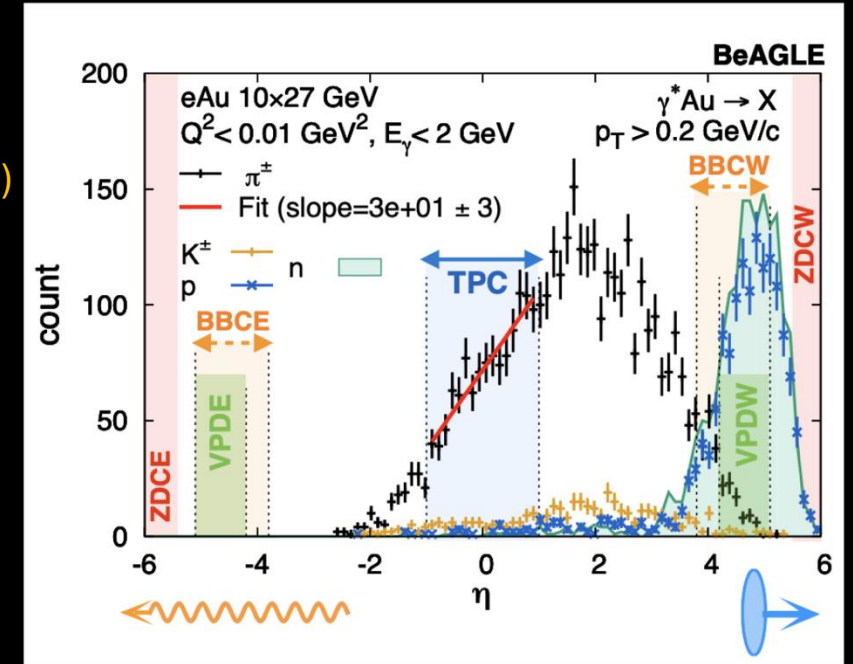 BeAGLE
)
200
150
100
50
0
count
eAu 10×27 GeV
Q²< 0.01 GeV², Eᵧ< 2 GeV
γ*Au → X
p_T > 0.2 GeV/c
π±
Fit (slope=3e+01 ± 3)
K±
n
p
BBCW
ZDCW
TPC
BBCE
VPDE
ZDCE
VPDW
-6
-4
-2
0
2
4
6
η